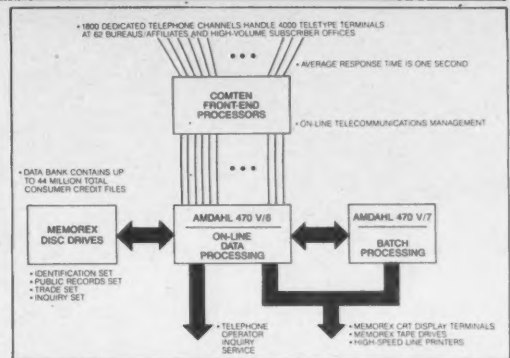 • 1800 DEDICATED TELEPHONE CHANNELS HANDLE 4000 TELETYPE TERMINALS
AT 62 BUREAUS/AFFILIATES AND HIGH-VOLUME SUBSCRIBER OFFICES
• AVERAGE RESPONSE TIME IS ONE SECOND
COMTEN
FRONT-END
PROCESSORS
• ON-LINE TELECOMMUNICATIONS MANAGEMENT
• DATA BANK CONTAINS UP
TO 44 MILLION TOTAL
CONSUMER CREDIT FILES
MEMOREX
DISC DRIVES
AMDAHL 470 V/6
ON-LINE
DATA
PROCESSING
AMDAHL 470 V/7
BATCH
PROCESSING
• IDENTIFICATION SET
• PUBLIC RECORDS SET
• TRADE SET
• INQUIRY SET
• TELEPHONE
OPERATOR
INQUIRY
SERVICE
• MEMOREX CRT DISPLAY TERMINALS
• MEMOREX TAPE DRIVES
• HIGH-SPEED LINE PRINTERS